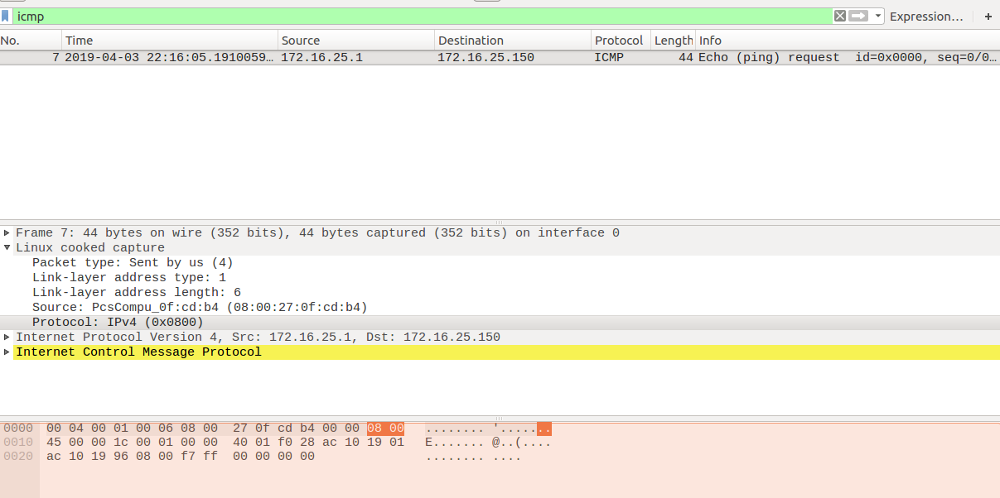 icmp Expression… +
No. Time Source Destination Protocol Length Info
7 2019-04-03 22:16:05.1910059… 172.16.25.1 172.16.25.150 ICMP 44 Echo (ping) request id=0x0000, seq=0/0…
Frame 7: 44 bytes on wire (352 bits), 44 bytes captured (352 bits) on interface 0
Linux cooked capture
Packet type: Sent by us (4)
Link-layer address type: 1
Link-layer address length: 6
Source: PcsCompu_0f:cd:b4 (08:00:27:0f:cd:b4)
Protocol: IPv4 (0x0800)
Internet Protocol Version 4, Src: 172.16.25.1, Dst: 172.16.25.150
Internet Control Message Protocol
0000 00 04 00 01 00 06 08 00 27 0f cd b4 00 00 08 00 ........ '.......
0010 45 00 00 1c 00 01 00 00 40 01 f0 28 ac 10 19 01 E....... @..(....
0020 ac 10 19 96 08 00 f7 ff 00 00 00 00 ........ ....